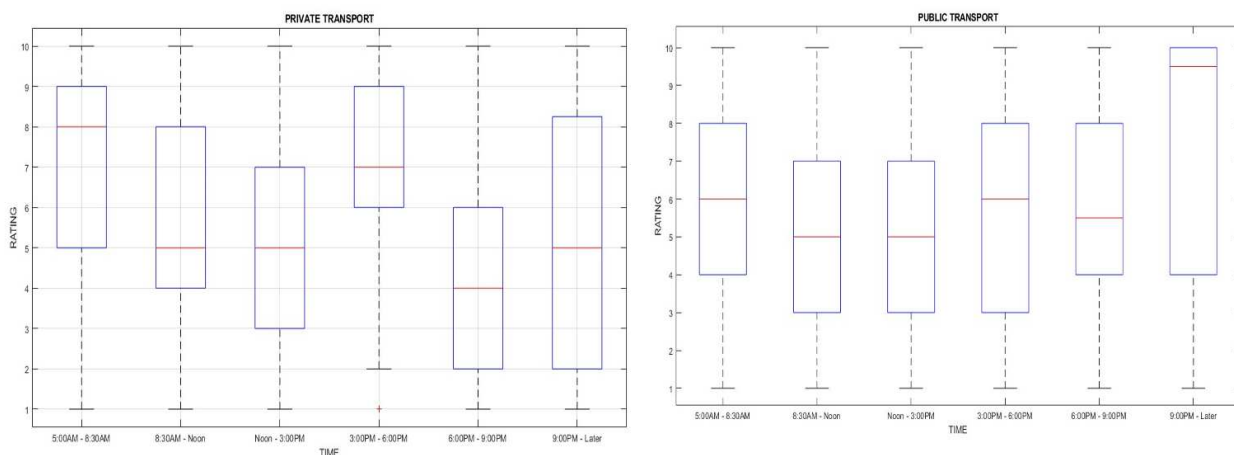 PRIVATE TRANSPORT
10
9
8
7
6
5
4
3
2
1
RATING
5:00AM - 8:30AM
8:30AM - Noon
Noon - 3:00PM
3:00PM - 6:00PM
6:00PM - 9:00PM
9:00PM - Later
TIME
PUBLIC TRANSPORT
10
9
8
7
6
5
4
3
2
1
RATING
5:00AM - 8:30AM
8:30AM - Noon
Noon - 3:00PM
3:00PM - 6:00PM
6:00PM - 9:00PM
9:00PM - Later
TIME